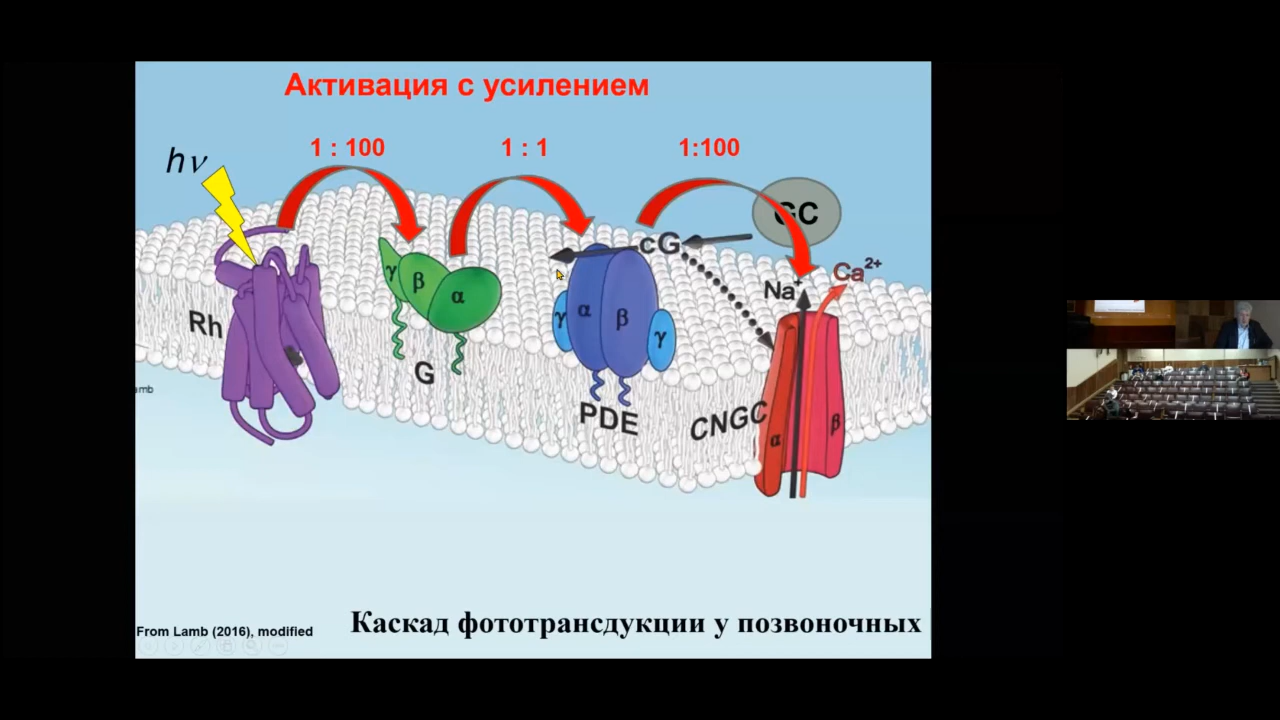 Активация с усилением
1 : 100
1 : 1
1:100
hν
GC
cG
Ca²⁺
Na⁺
γ
β
α
α
β
γ
γ
Rh
G
PDE
CNGC
α
β
amb
From Lamb (2016), modified
Каскад фототрансдукции у позвоночных